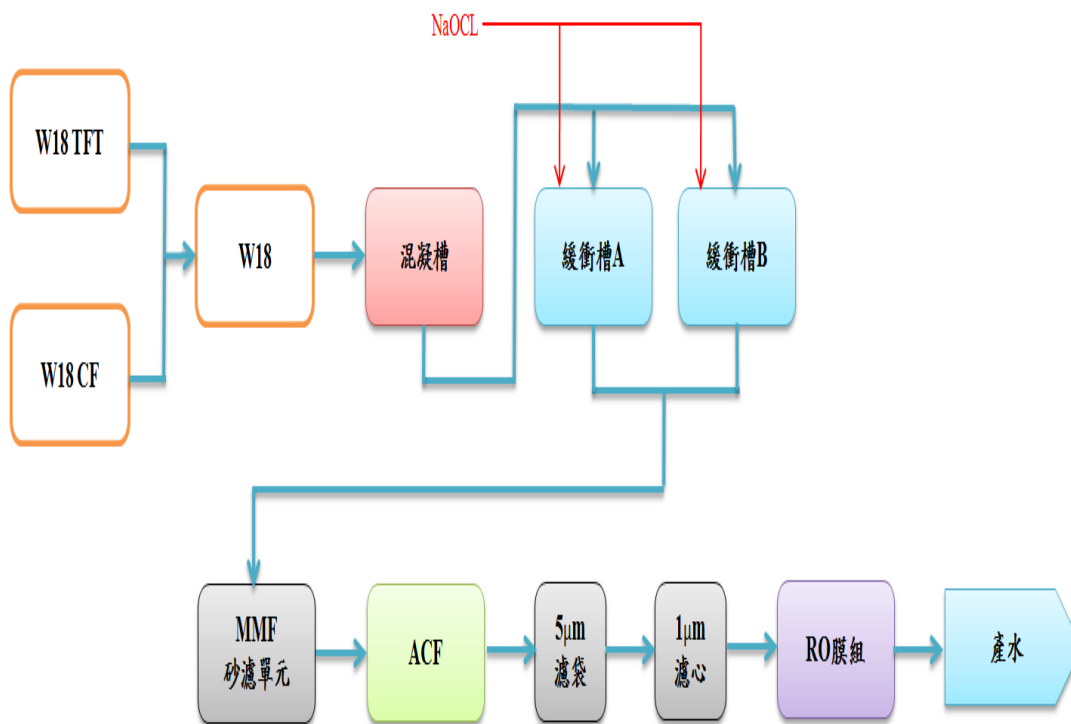 NaOCL
W18 TFT
W18 CF
W18
混凝槽
緩衝槽A
緩衝槽B
MMF
砂濾單元
ACF
5μm
濾袋
1μm
濾心
RO膜組
產水